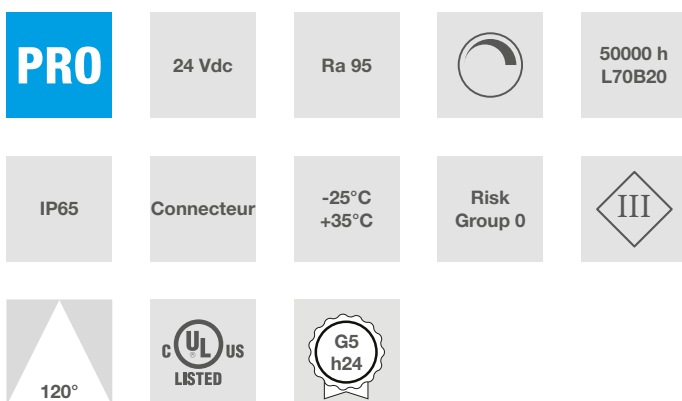 PRO
24 Vdc
Ra 95
50000 h
L70B20
IP65
Connecteur
-25°C
+35°C
Risk
Group 0
III
120°
C UL US
®
LISTED
G5
h24